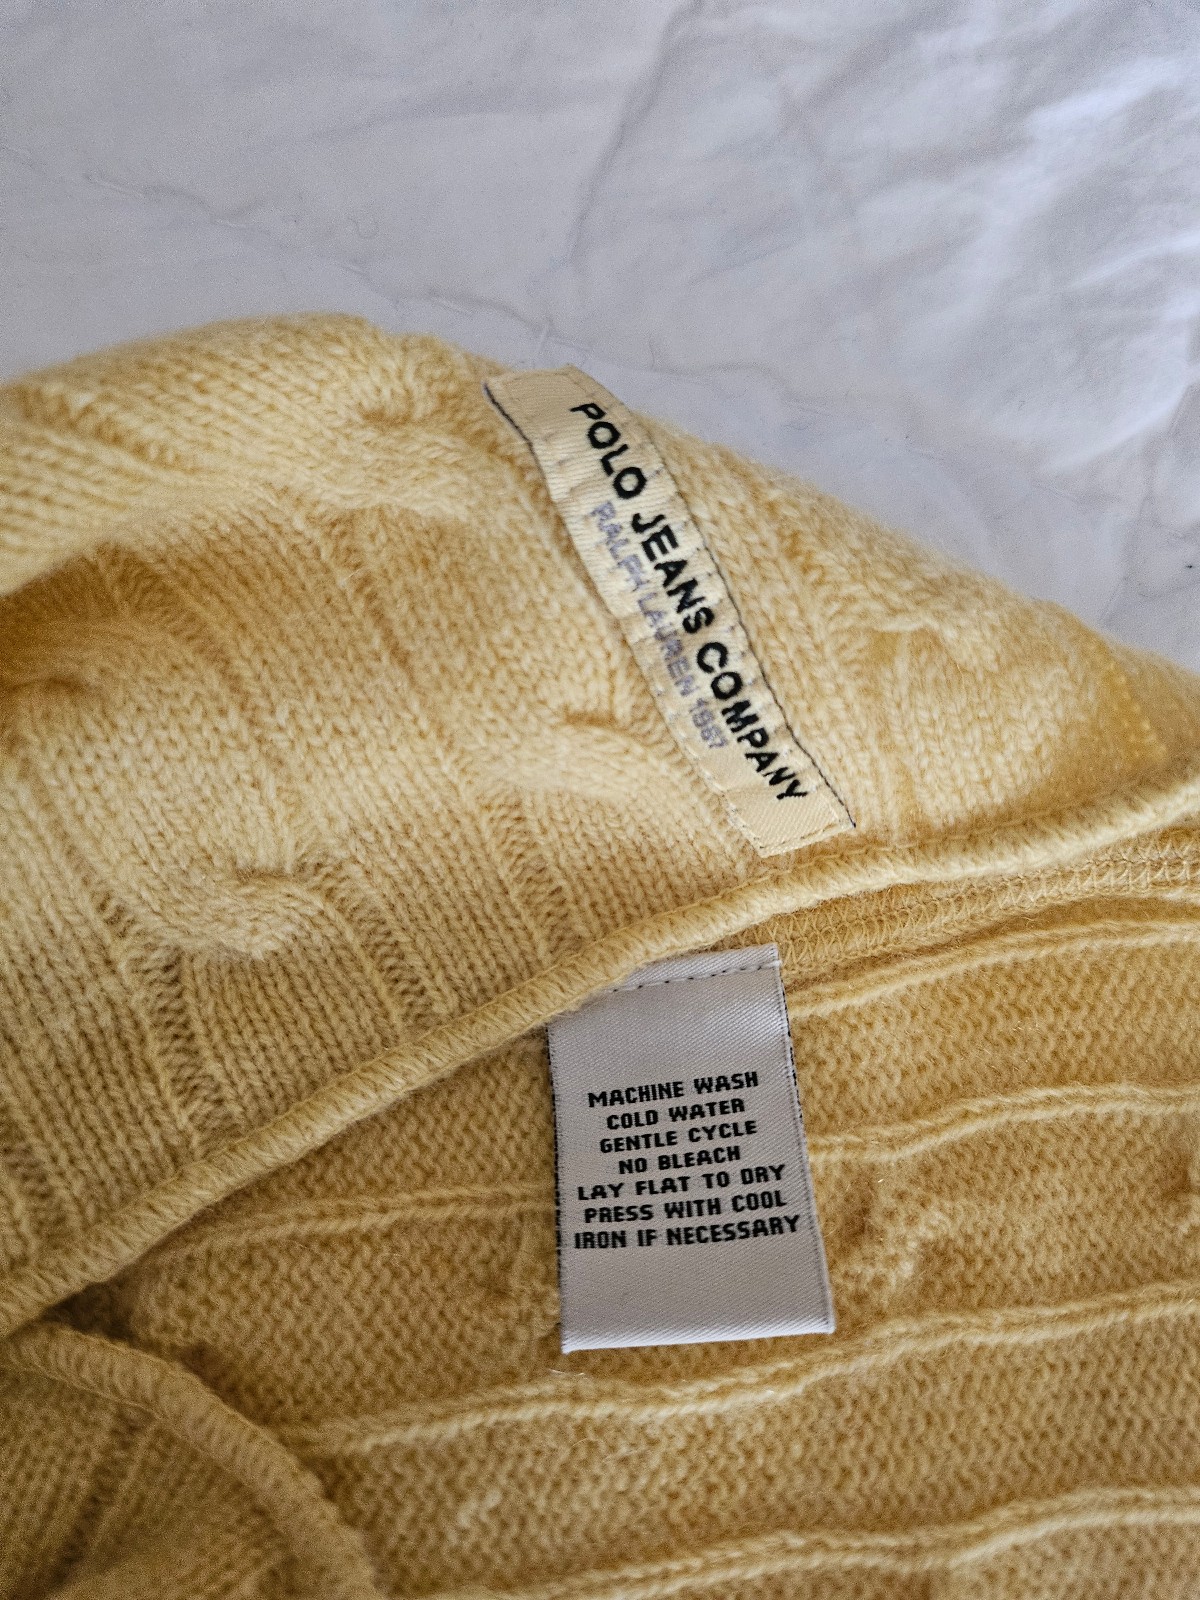 POLO JEANS COMPANY
RALPH LAUREN 1967
MACHINE WASH
COLD WATER
GENTLE CYCLE
NO BLEACH
LAY FLAT TO DRY
PRESS WITH COOL
IRON IF NECESSARY